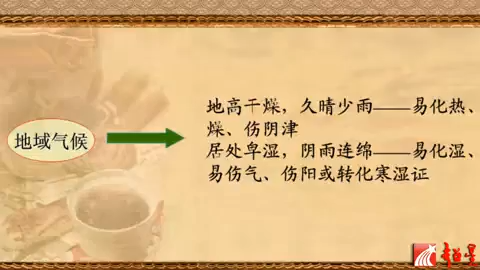 地域气候
地高干燥，久晴少雨——易化热、
燥、伤阴津
居处卑湿，阴雨连绵——易化湿、
易伤气、伤阳或转化寒湿证
超星